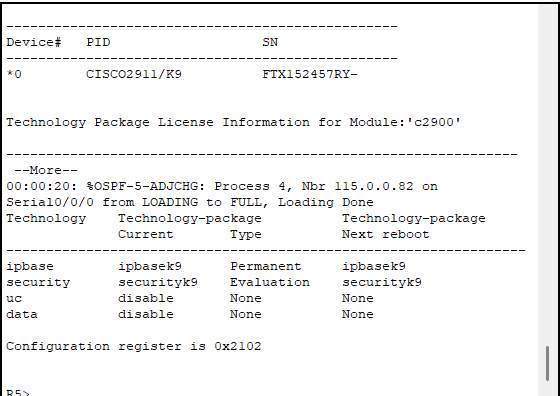 -------------------------------------------------
Device#   PID                   SN
-------------------------------------------------
*0        CISCO2911/K9          FTX152457RY-
Technology Package License Information for Module:'c2900'
----------------------------------------------------------------
 --More--
00:00:20: %OSPF-5-ADJCHG: Process 4, Nbr 115.0.0.82 on
Serial0/0/0 from LOADING to FULL, Loading Done
Technology    Technology-package          Technology-package
              Current       Type          Next reboot
-----------------------------------------------------------------
ipbase        ipbasek9      Permanent     ipbasek9
security      securityk9    Evaluation    securityk9
uc            disable       None          None
data          disable       None          None
Configuration register is 0x2102
R5>